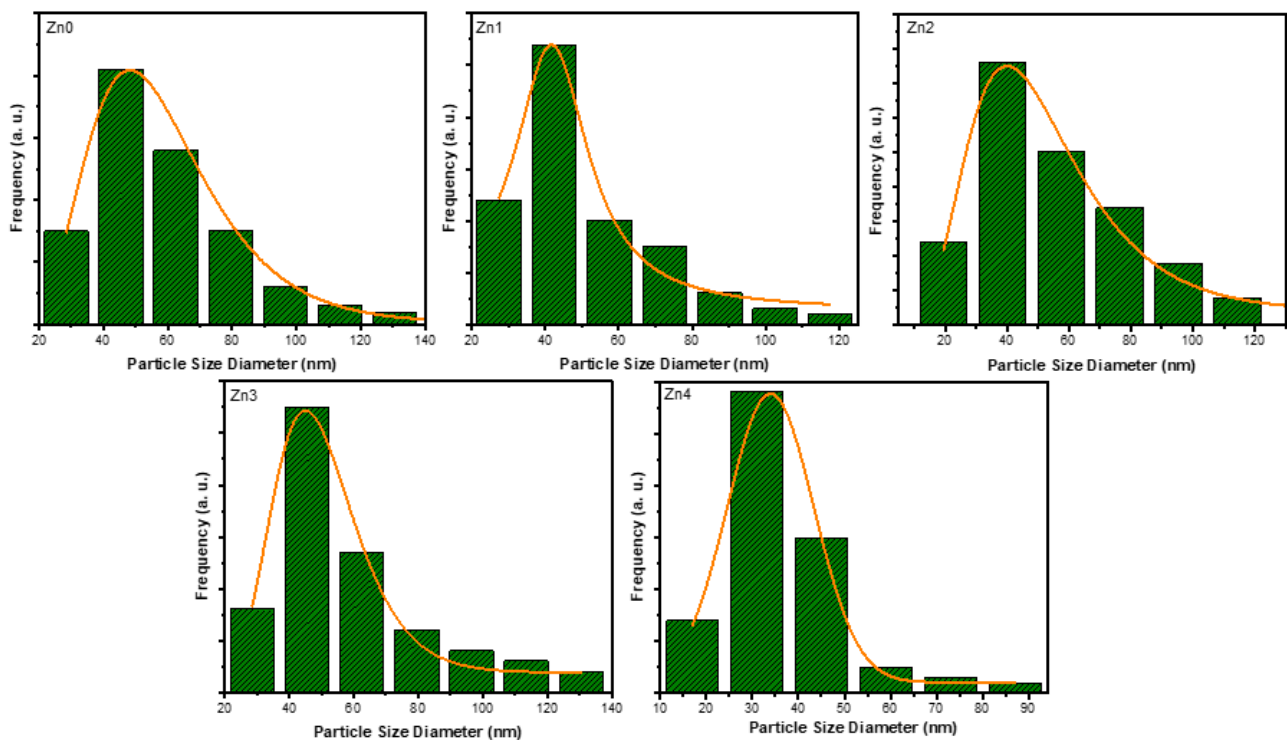 Zn0
Frequency (a. u.)
20 40 60 80 100 120 140
Particle Size Diameter (nm)
Zn1
Frequency (a. u.)
20 40 60 80 100 120
Particle Size Diameter (nm)
Zn2
Frequency (a. u.)
20 40 60 80 100 120
Particle Size Diameter (nm)
Zn3
Frequency (a. u.)
20 40 60 80 100 120 140
Particle Size Diameter (nm)
Zn4
Frequency (a. u.)
10 20 30 40 50 60 70 80 90
Particle Size Diameter (nm)